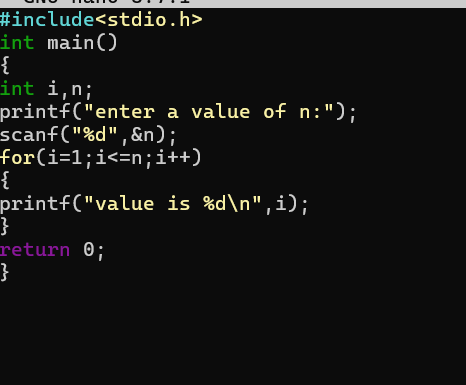 #include<stdio.h>
int main()
{
int i,n;
printf("enter a value of n:");
scanf("%d",&n);
for(i=1;i<=n;i++)
{
printf("value is %d\n",i);
}
return 0;
}